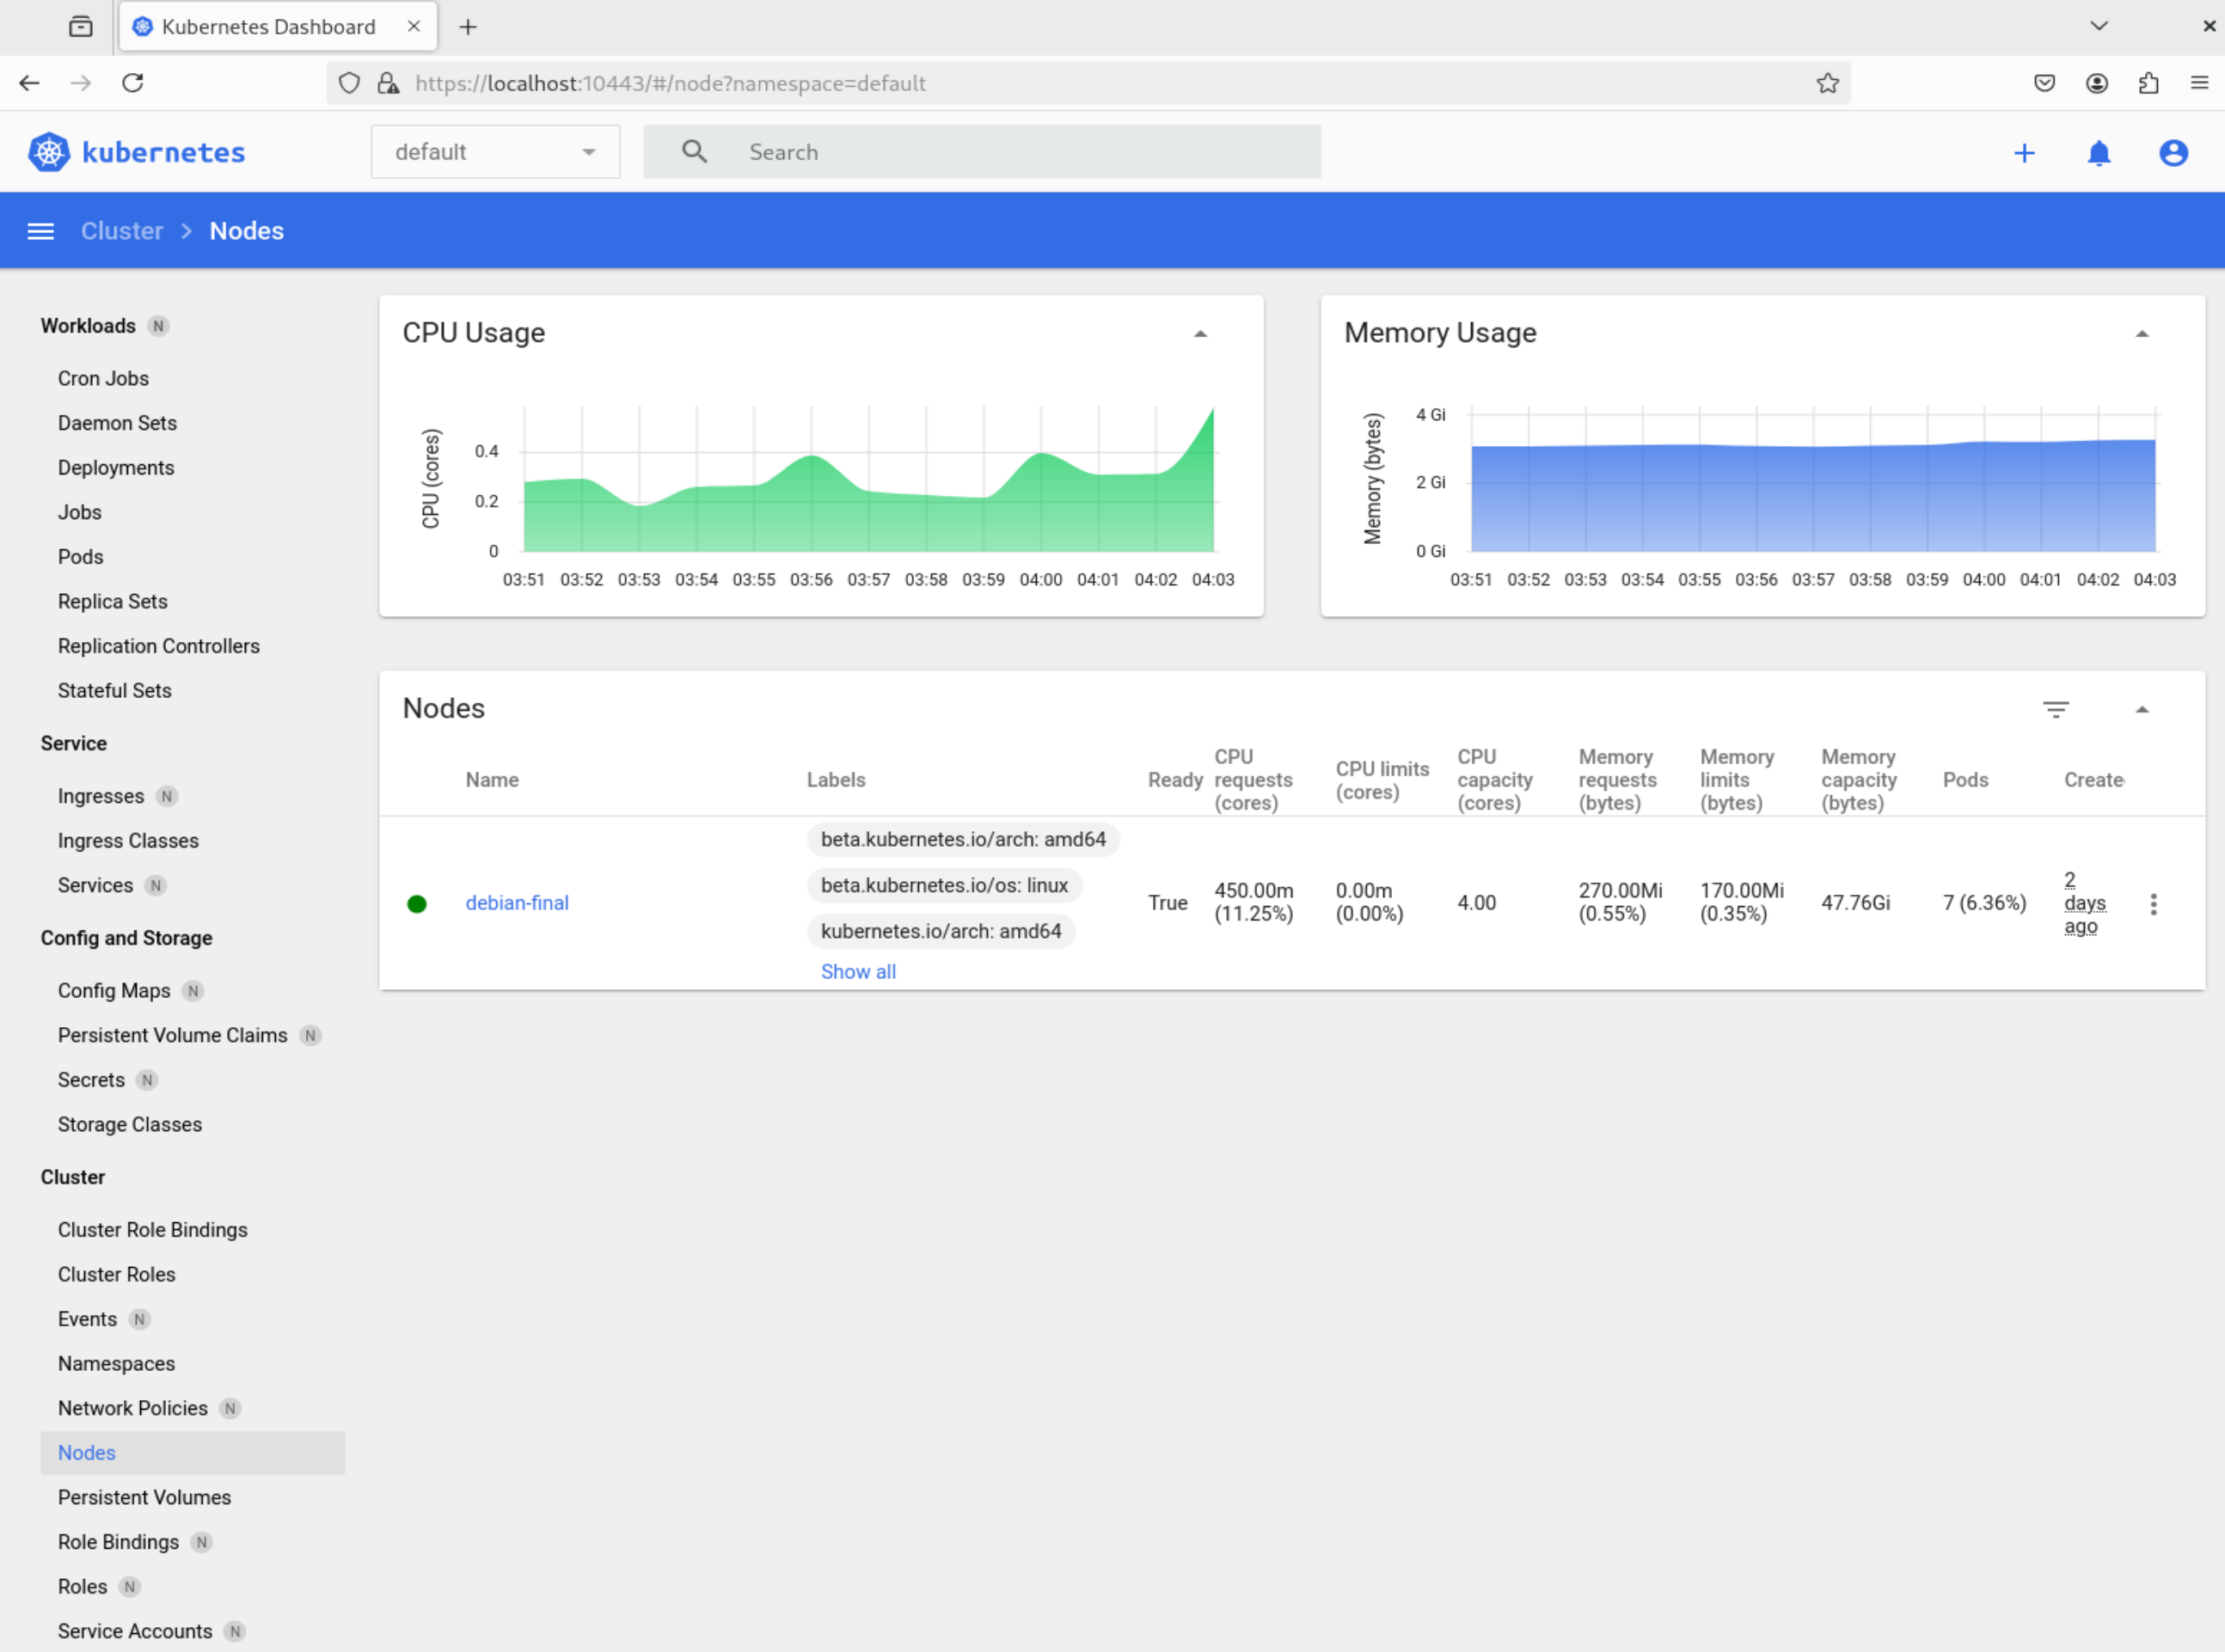 Kubernetes Dashboard
https://localhost:10443/#/node?namespace=default
kubernetes
default
Search
Cluster
Nodes
Workloads N
Cron Jobs
Daemon Sets
Deployments
Jobs
Pods
Replica Sets
Replication Controllers
Stateful Sets
Service
Ingresses N
Ingress Classes
Services N
Config and Storage
Config Maps N
Persistent Volume Claims N
Secrets N
Storage Classes
Cluster
Cluster Role Bindings
Cluster Roles
Events N
Namespaces
Network Policies N
Nodes
Persistent Volumes
Role Bindings N
Roles N
Service Accounts N
CPU Usage
CPU (cores)
0.4
0.2
0
03:51 03:52 03:53 03:54 03:55 03:56 03:57 03:58 03:59 04:00 04:01 04:02 04:03
Memory Usage
Memory (bytes)
4 Gi
2 Gi
0 Gi
03:51 03:52 03:53 03:54 03:55 03:56 03:57 03:58 03:59 04:00 04:01 04:02 04:03
Nodes
Name
Labels
Ready
CPU
requests
(cores)
CPU limits
(cores)
CPU
capacity
(cores)
Memory
requests
(bytes)
Memory
limits
(bytes)
Memory
capacity
(bytes)
Pods
Create
debian-final
beta.kubernetes.io/arch: amd64
beta.kubernetes.io/os: linux
kubernetes.io/arch: amd64
Show all
True
450.00m
(11.25%)
0.00m
(0.00%)
4.00
270.00Mi
(0.55%)
170.00Mi
(0.35%)
47.76Gi
7 (6.36%)
2
days
ago